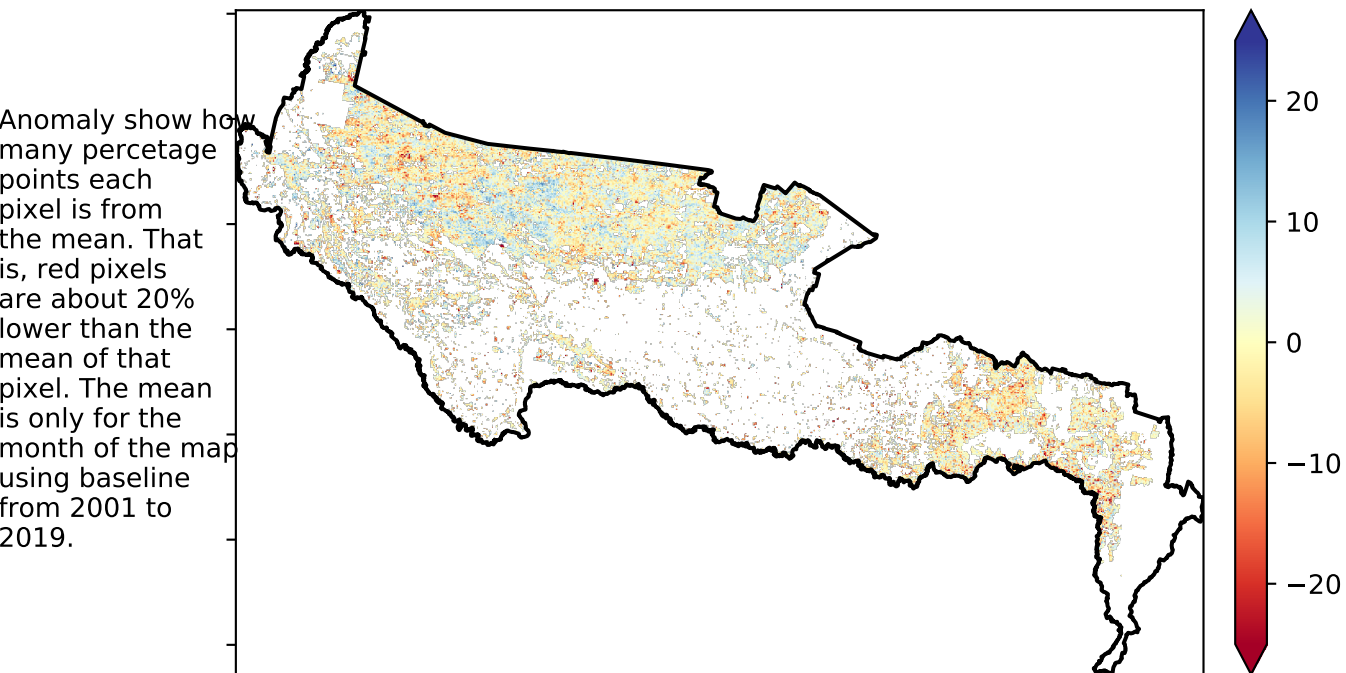 Anomaly show how
many percetage
points each
pixel is from
the mean. That
is, red pixels
are about 20%
lower than the
mean of that
pixel. The mean
is only for the
month of the map
using baseline
from 2001 to
2019.
20
10
0
−10
−20